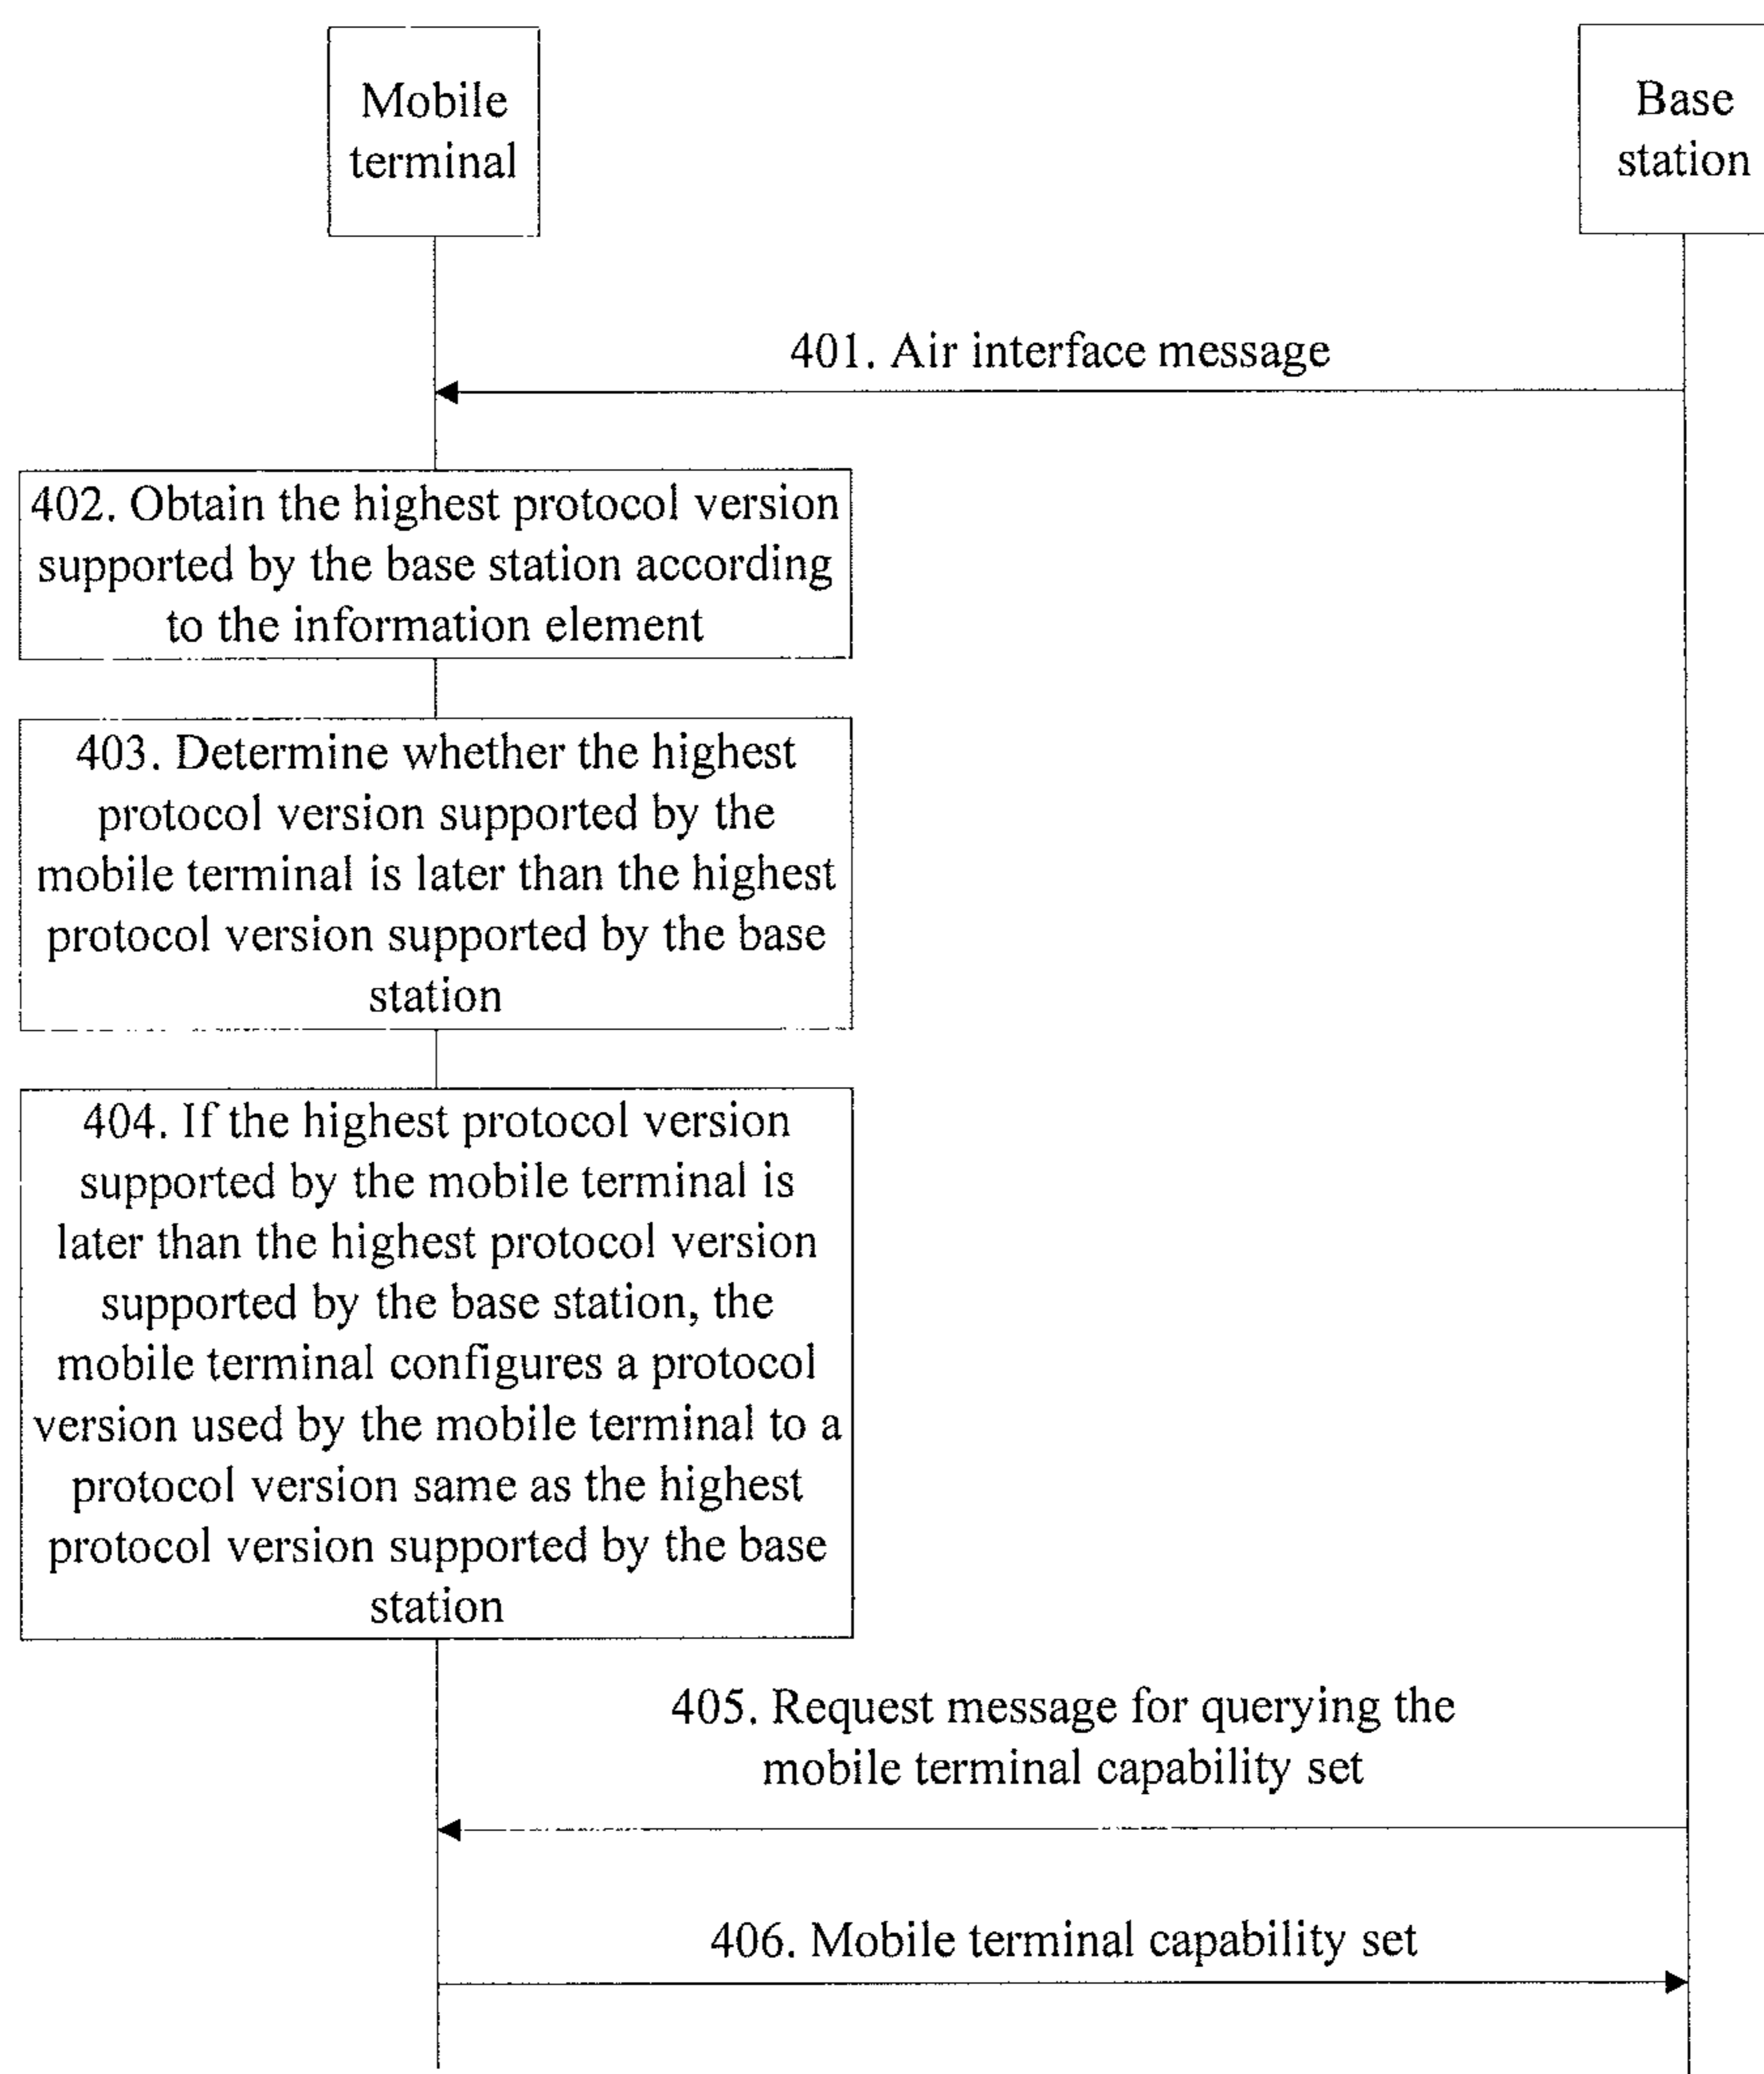 Mobile
terminal
Base
station
401. Air interface message
402. Obtain the highest protocol version
supported by the base station according
to the information element
403. Determine whether the highest
protocol version supported by the
mobile terminal is later than the highest
protocol version supported by the base
station
404. If the highest protocol version
supported by the mobile terminal is
later than the highest protocol version
supported by the base station, the
mobile terminal configures a protocol
version used by the mobile terminal to a
protocol version same as the highest
protocol version supported by the base
station
405. Request message for querying the
mobile terminal capability set
406. Mobile terminal capability set